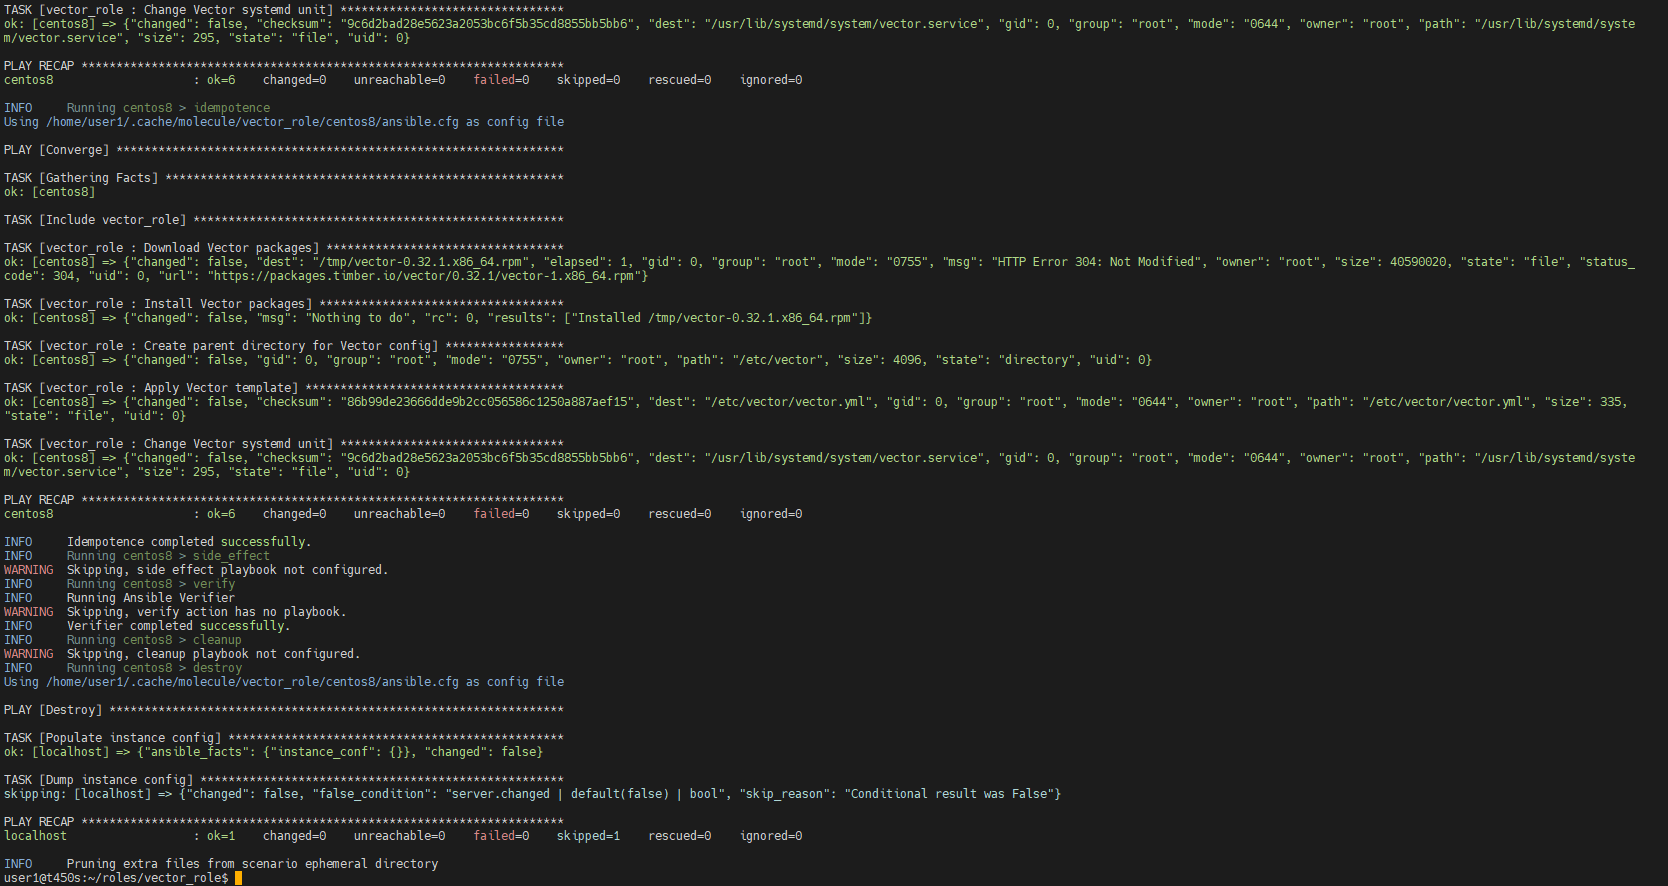 TASK [vector_role : Change Vector systemd unit] ********************************
ok: [centos8] => {"changed": false, "checksum": "9c6d2bad28e5623a2053bc6f5b35cd8855bb5bb6", "dest": "/usr/lib/systemd/system/vector.service", "gid": 0, "group": "root", "mode": "0644", "owner": "root", "path": "/usr/lib/systemd/syste
m/vector.service", "size": 295, "state": "file", "uid": 0}
PLAY RECAP *********************************************************************
centos8                    : ok=6    changed=0    unreachable=0    failed=0    skipped=0    rescued=0    ignored=0
INFO     Running centos8 > idempotence
Using /home/user1/.cache/molecule/vector_role/centos8/ansible.cfg as config file
PLAY [Converge] ****************************************************************
TASK [Gathering Facts] *********************************************************
ok: [centos8]
TASK [Include vector_role] *****************************************************
TASK [vector_role : Download Vector packages] **********************************
ok: [centos8] => {"changed": false, "dest": "/tmp/vector-0.32.1.x86_64.rpm", "elapsed": 1, "gid": 0, "group": "root", "mode": "0755", "msg": "HTTP Error 304: Not Modified", "owner": "root", "size": 40590020, "state": "file", "status_
code": 304, "uid": 0, "url": "https://packages.timber.io/vector/0.32.1/vector-1.x86_64.rpm"}
TASK [vector_role : Install Vector packages] ***********************************
ok: [centos8] => {"changed": false, "msg": "Nothing to do", "rc": 0, "results": ["Installed /tmp/vector-0.32.1.x86_64.rpm"]}
TASK [vector_role : Create parent directory for Vector config] *****************
ok: [centos8] => {"changed": false, "gid": 0, "group": "root", "mode": "0755", "owner": "root", "path": "/etc/vector", "size": 4096, "state": "directory", "uid": 0}
TASK [vector_role : Apply Vector template] *************************************
ok: [centos8] => {"changed": false, "checksum": "86b99de23666dde9b2cc056586c1250a887aef15", "dest": "/etc/vector/vector.yml", "gid": 0, "group": "root", "mode": "0644", "owner": "root", "path": "/etc/vector/vector.yml", "size": 335,
"state": "file", "uid": 0}
TASK [vector_role : Change Vector systemd unit] ********************************
ok: [centos8] => {"changed": false, "checksum": "9c6d2bad28e5623a2053bc6f5b35cd8855bb5bb6", "dest": "/usr/lib/systemd/system/vector.service", "gid": 0, "group": "root", "mode": "0644", "owner": "root", "path": "/usr/lib/systemd/syste
m/vector.service", "size": 295, "state": "file", "uid": 0}
PLAY RECAP *********************************************************************
centos8                    : ok=6    changed=0    unreachable=0    failed=0    skipped=0    rescued=0    ignored=0
INFO     Idempotence completed successfully.
INFO     Running centos8 > side_effect
WARNING  Skipping, side effect playbook not configured.
INFO     Running centos8 > verify
INFO     Running Ansible Verifier
WARNING  Skipping, verify action has no playbook.
INFO     Verifier completed successfully.
INFO     Running centos8 > cleanup
WARNING  Skipping, cleanup playbook not configured.
INFO     Running centos8 > destroy
Using /home/user1/.cache/molecule/vector_role/centos8/ansible.cfg as config file
PLAY [Destroy] *****************************************************************
TASK [Populate instance config] ************************************************
ok: [localhost] => {"ansible_facts": {"instance_conf": {}}, "changed": false}
TASK [Dump instance config] ****************************************************
skipping: [localhost] => {"changed": false, "false_condition": "server.changed | default(false) | bool", "skip_reason": "Conditional result was False"}
PLAY RECAP *********************************************************************
localhost                  : ok=1    changed=0    unreachable=0    failed=0    skipped=1    rescued=0    ignored=0
INFO     Pruning extra files from scenario ephemeral directory
user1@t450s:~/roles/vector_role$